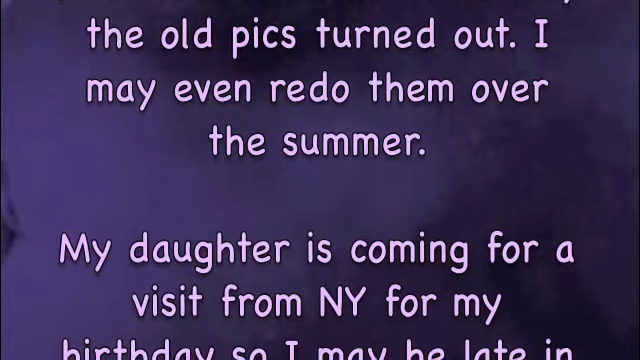 the old pics turned out. I
may even redo them over
the summer.
My daughter is coming for a
visit from NY for my
birthday so I may be late in